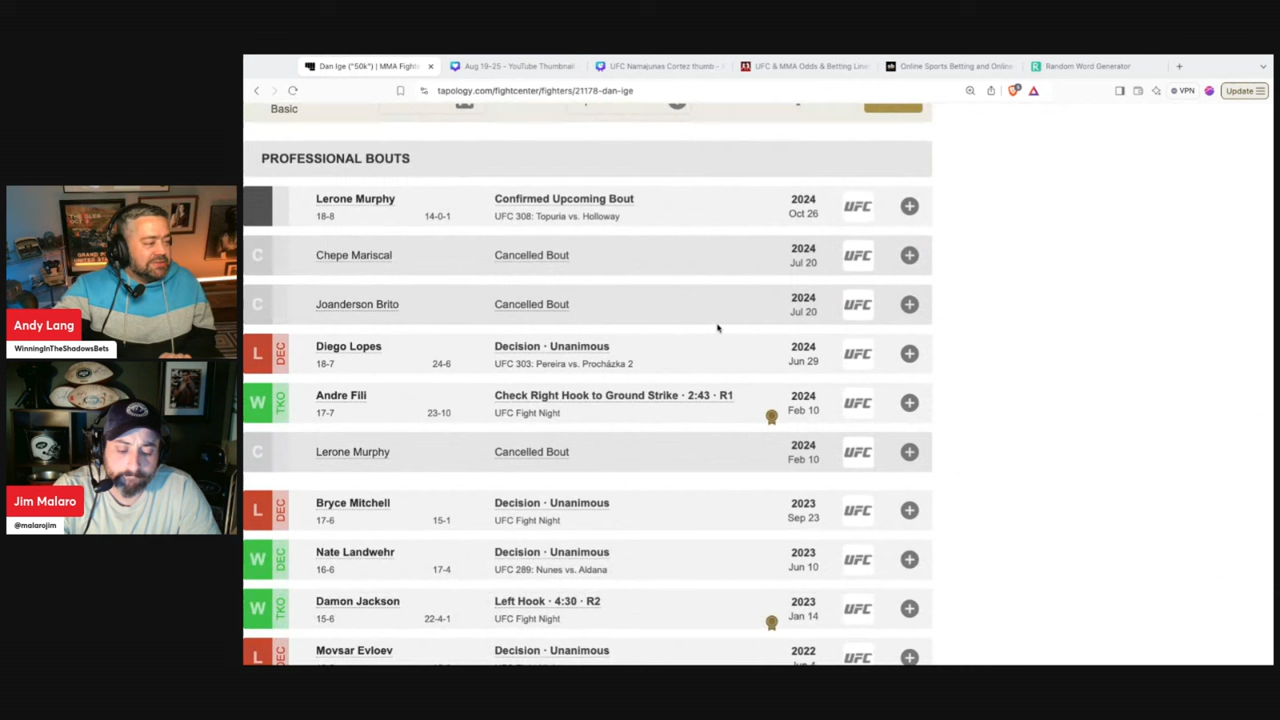 Dan Ige ("50k") | MMA Fight
Aug 19-25 - YouTube Thumbnail
UFC Namajunas Cortez thumb -
UFC & MMA Odds & Betting Line
Online Sports Betting and Online
Random Word Generator
tapology.com/fightcenter/fighters/21178-dan-ige
VPN
Update
Basic
PROFESSIONAL BOUTS
Lerone Murphy Confirmed Upcoming Bout 2024 UFC
18-8 14-0-1 UFC 308: Topuria vs. Holloway Oct 26
C Chepe Mariscal Cancelled Bout 2024 UFC
Jul 20
C Joanderson Brito Cancelled Bout 2024 UFC
Jul 20
L DEC Diego Lopes Decision · Unanimous 2024 UFC
18-7 24-6 UFC 303: Pereira vs. Procházka 2 Jun 29
W TKO Andre Fili Check Right Hook to Ground Strike · 2:43 · R1 2024 UFC
17-7 23-10 UFC Fight Night Feb 10
C Lerone Murphy Cancelled Bout 2024 UFC
Feb 10
L DEC Bryce Mitchell Decision · Unanimous 2023 UFC
17-6 15-1 UFC Fight Night Sep 23
W DEC Nate Landwehr Decision · Unanimous 2023 UFC
16-6 17-4 UFC 289: Nunes vs. Aldana Jun 10
W TKO Damon Jackson Left Hook · 4:30 · R2 2023 UFC
15-6 22-4-1 UFC Fight Night Jan 14
L DEC Movsar Evloev Decision · Unanimous 2022 UFC
Andy Lang
WinningInTheShadowsBets
Jim Malaro
@malarojim